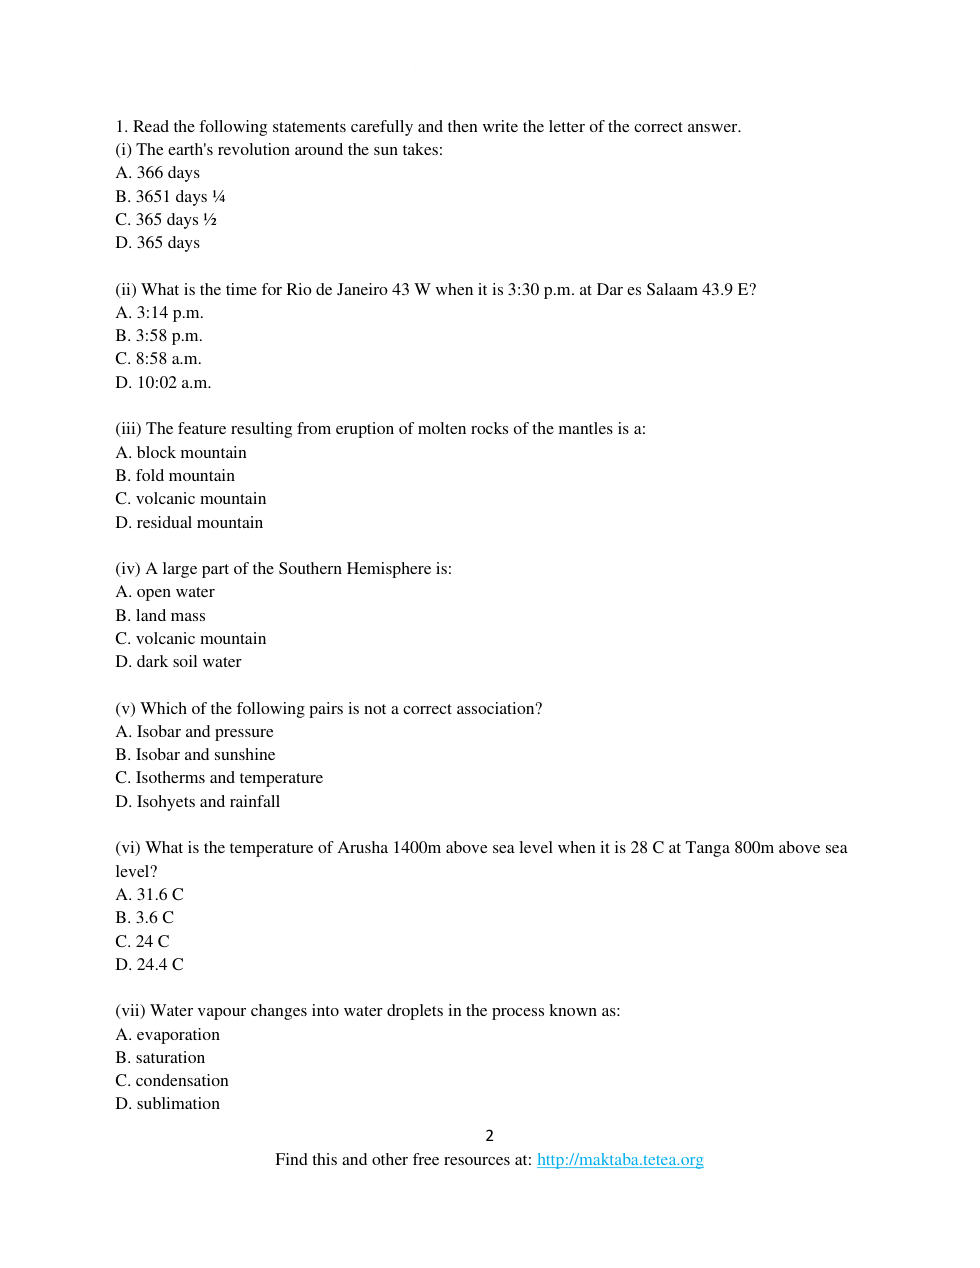 1. Read the following statements carefully and then write the letter of the correct answer.
(i) The earth's revolution around the sun takes:
A. 366 days
B. 3651 days ¼
C. 365 days ½
D. 365 days
(ii) What is the time for Rio de Janeiro 43 W when it is 3:30 p.m. at Dar es Salaam 43.9 E?
A. 3:14 p.m.
B. 3:58 p.m.
C. 8:58 a.m.
D. 10:02 a.m.
(iii) The feature resulting from eruption of molten rocks of the mantles is a:
A. block mountain
B. fold mountain
C. volcanic mountain
D. residual mountain
(iv) A large part of the Southern Hemisphere is:
A. open water
B. land mass
C. volcanic mountain
D. dark soil water
(v) Which of the following pairs is not a correct association?
A. Isobar and pressure
B. Isobar and sunshine
C. Isotherms and temperature
D. Isohyets and rainfall
(vi) What is the temperature of Arusha 1400m above sea level when it is 28 C at Tanga 800m above sea
level?
A. 31.6 C
B. 3.6 C
C. 24 C
D. 24.4 C
(vii) Water vapour changes into water droplets in the process known as:
A. evaporation
B. saturation
C. condensation
D. sublimation
2
Find this and other free resources at: http://maktaba.tetea.org